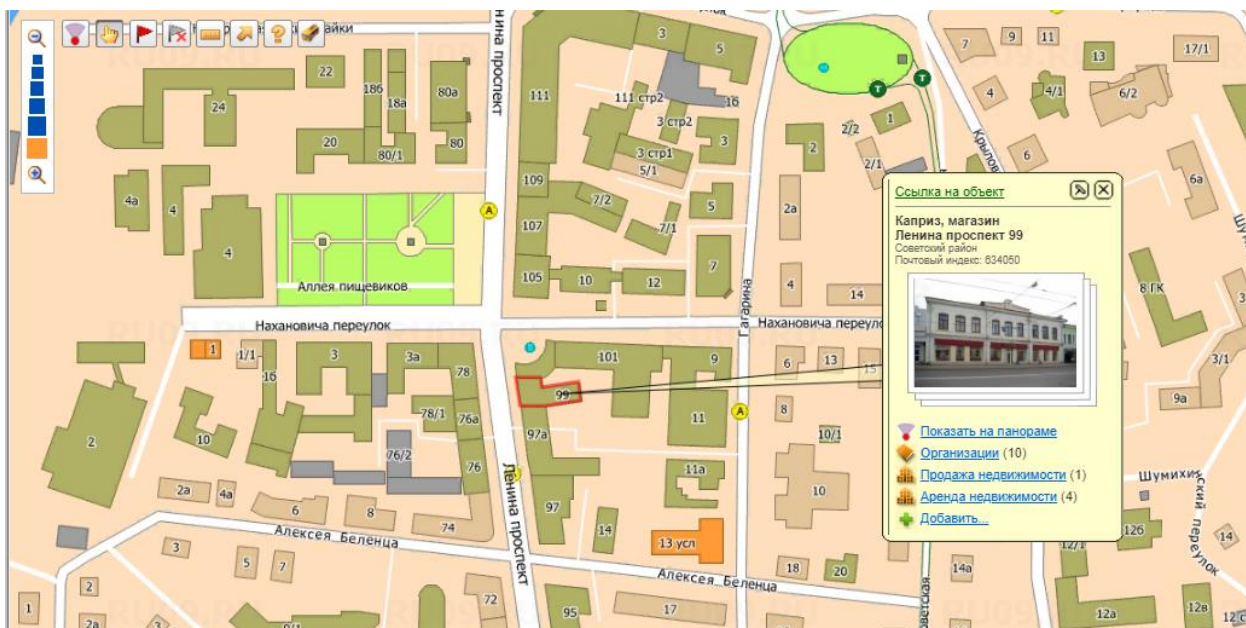 Ленина проспект
111
3
5
1б
111 стр2
3 стр2
3 стр1
5/1
3
22
18б
18а
80а
24
20
80/1
80
4а
4
4
109
107
105
7/2
7/1
5
7
10
12
2
2/2
2/1
1
2а
4
14
7
9
11
13
17/1
4
4/1
6/2
6
6а
Т
Т
А
Крылов
Аллея пищевиков
Нахановича переулок
Нахановича переулок
Гагарина
Ссылка на объект
Каприз, магазин
Ленина проспект 99
Советский район
Почтовый индекс: 634050
Показать на панораме
Организации (10)
Продажа недвижимости (1)
Аренда недвижимости (4)
Добавить...
8 ГК
3/1
9а
1
1/1
1б
3
3а
78
78/1
76а
76
76/2
2
10
2а
4а
6
8
74
101
99
9
11
11а
97а
97
14
13 усл
6
13
15
8
10/1
10
А
Ленина проспект
Алексея Беленца
Алексея Беленца
Шумихинский переулок
3
5
7
2
1
2а
3
72
95
17
18
20
14а
12/1
12б
14
12а
12в
RU09.RU